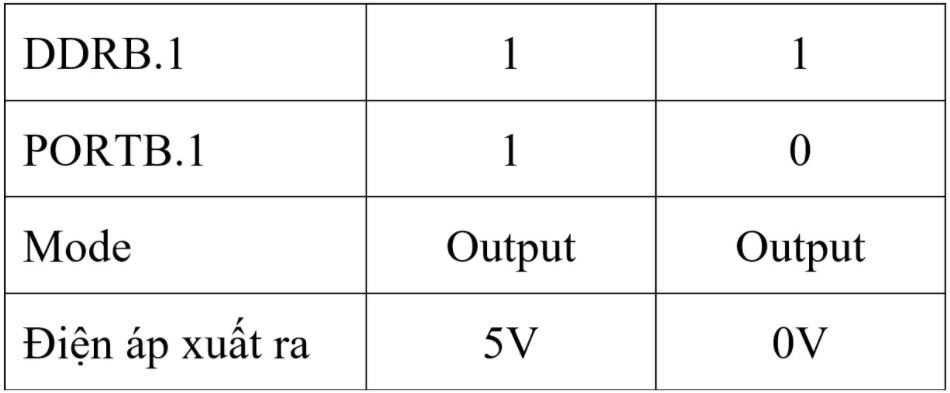 DDRB.1 1 1
PORTB.1 1 0
Mode Output Output
Điện áp xuất ra 5V 0V